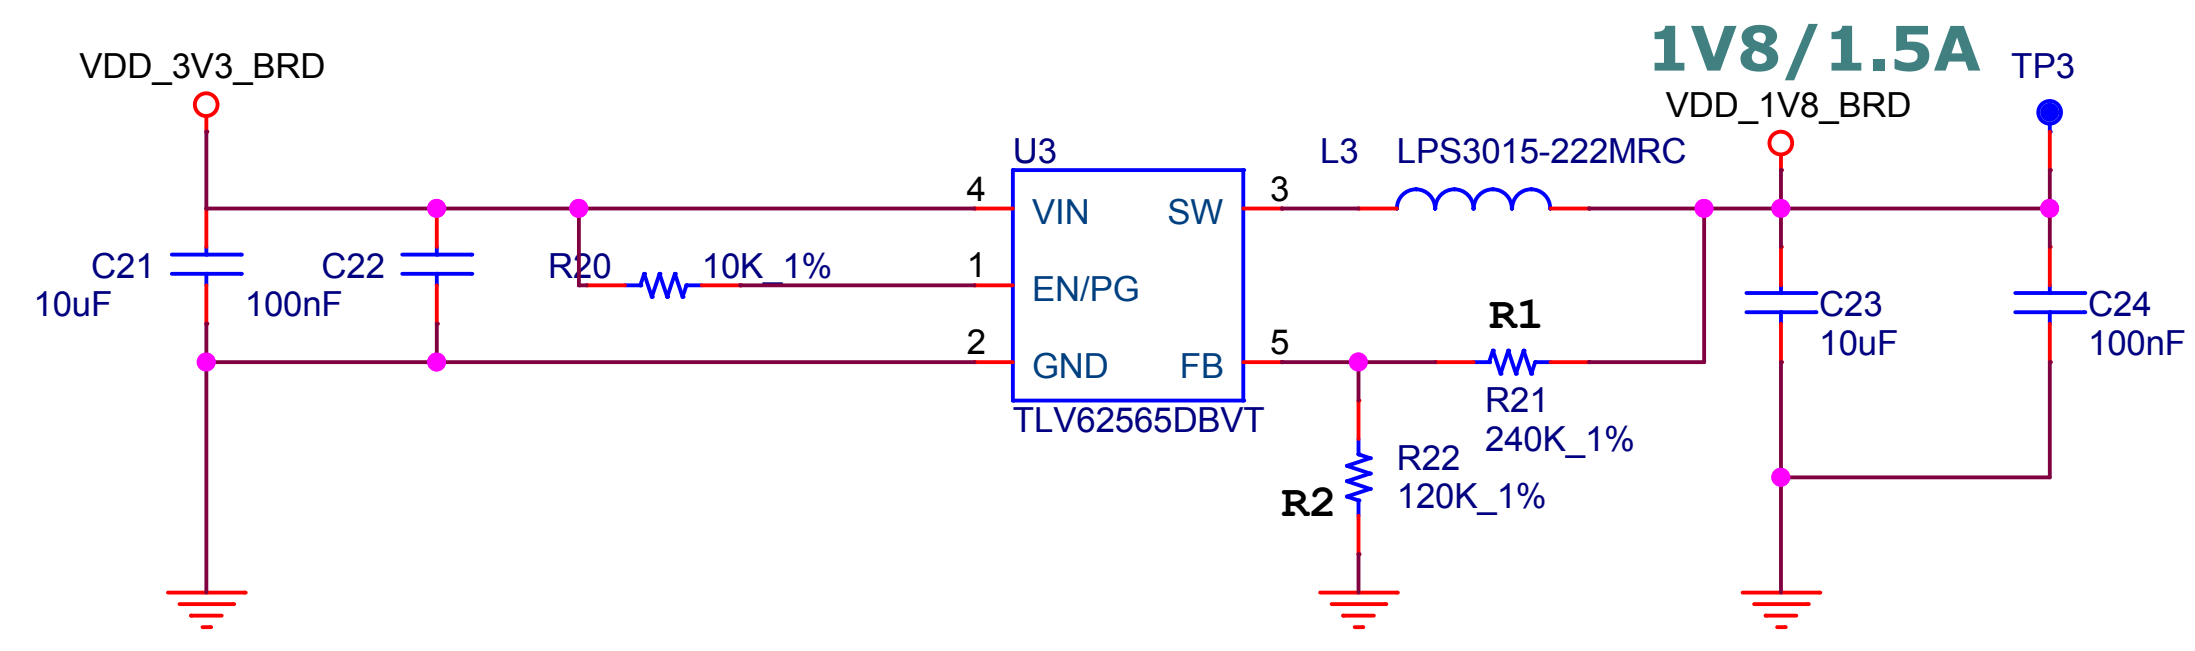 1V8/1.5A
VDD_3V3_BRD
TP3
VDD_1V8_BRD
U3
L3 LPS3015-222MRC
4
3
VIN SW
C21
10uF
C22
100nF
R20 10K_1%
1
EN/PG
R1
C23
10uF
C24
100nF
2
5
GND FB
TLV62565DBVT
R21
240K_1%
R22
120K_1%
R2